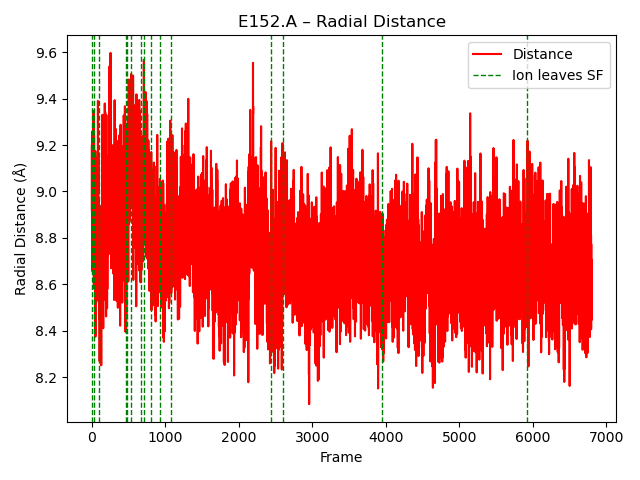 E152.A – Radial Distance
Distance
Ion leaves SF
Radial Distance (Å)
9.6
9.4
9.2
9.0
8.8
8.6
8.4
8.2
0 1000 2000 3000 4000 5000 6000 7000
Frame